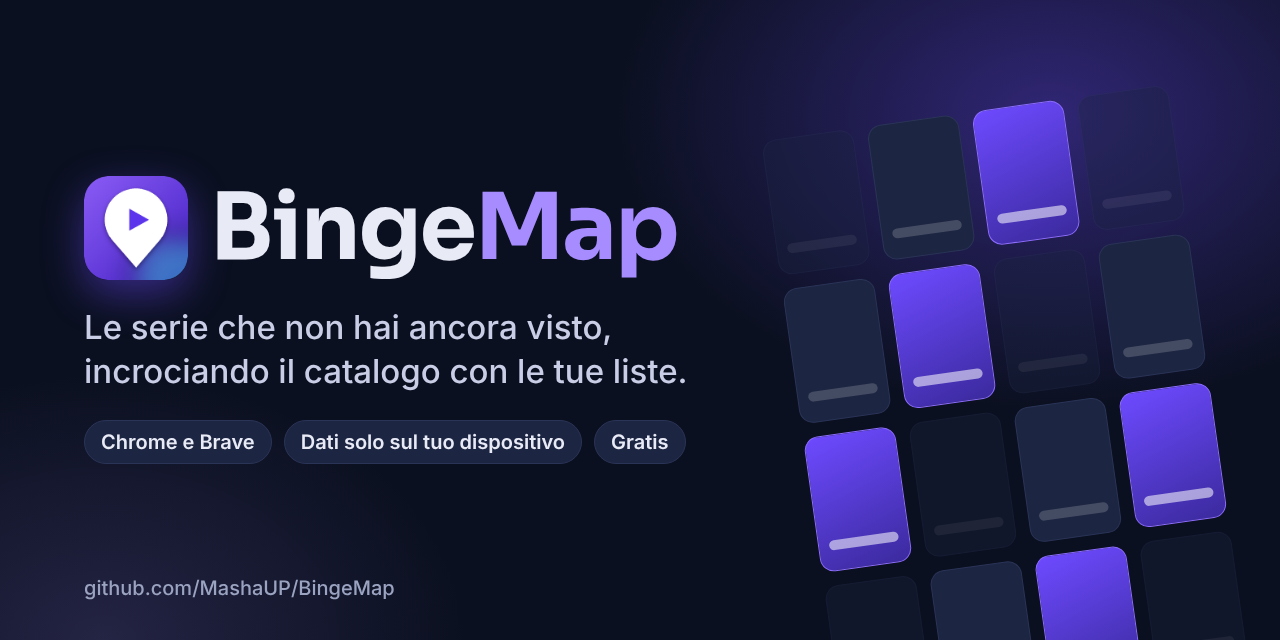 BingeMap
Le serie che non hai ancora visto,
incrociando il catalogo con le tue liste.
Chrome e Brave
Dati solo sul tuo dispositivo
Gratis
github.com/MashaUP/BingeMap